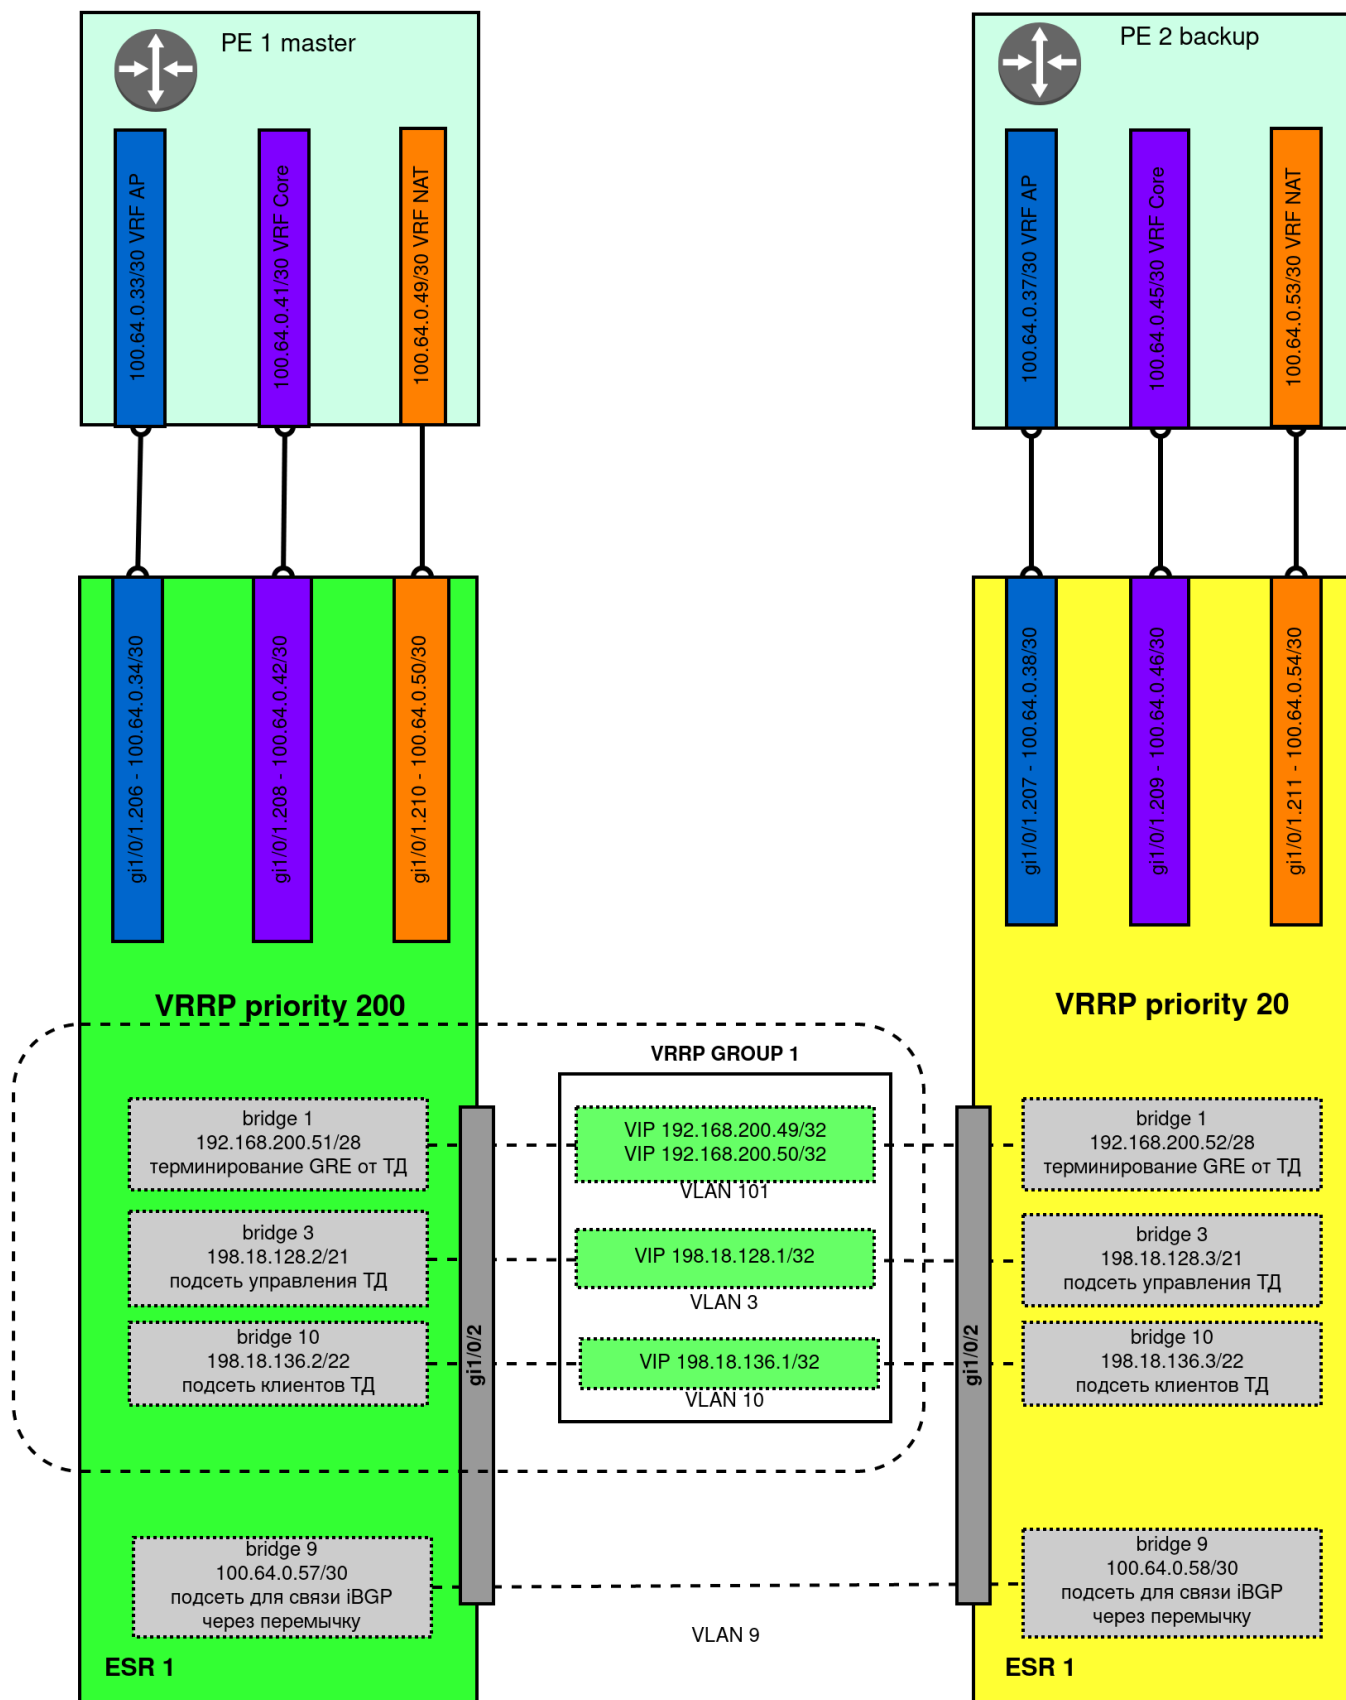 PE 1 master
PE 2 backup
100.64.0.33/30 VRF AP
100.64.0.41/30 VRF Core
100.64.0.49/30 VRF NAT
100.64.0.37/30 VRF AP
100.64.0.45/30 VRF Core
100.64.0.53/30 VRF NAT
gi1/0/1.206 - 100.64.0.34/30
gi1/0/1.208 - 100.64.0.42/30
gi1/0/1.210 - 100.64.0.50/30
gi1/0/1.207 - 100.64.0.38/30
gi1/0/1.209 - 100.64.0.46/30
gi1/0/1.211 - 100.64.0.54/30
VRRP priority 200
VRRP priority 20
VRRP GROUP 1
bridge 1
192.168.200.51/28
терминирование GRE от ТД
VIP 192.168.200.49/32
VIP 192.168.200.50/32
VLAN 101
bridge 1
192.168.200.52/28
терминирование GRE от ТД
bridge 3
198.18.128.2/21
подсеть управления ТД
VIP 198.18.128.1/32
VLAN 3
bridge 3
198.18.128.3/21
подсеть управления ТД
bridge 10
198.18.136.2/22
подсеть клиентов ТД
VIP 198.18.136.1/32
VLAN 10
bridge 10
198.18.136.3/22
подсеть клиентов ТД
gi1/0/2
gi1/0/2
bridge 9
100.64.0.57/30
подсеть для связи iBGP
через перемычку
VLAN 9
bridge 9
100.64.0.58/30
подсеть для связи iBGP
через перемычку
ESR 1
ESR 1